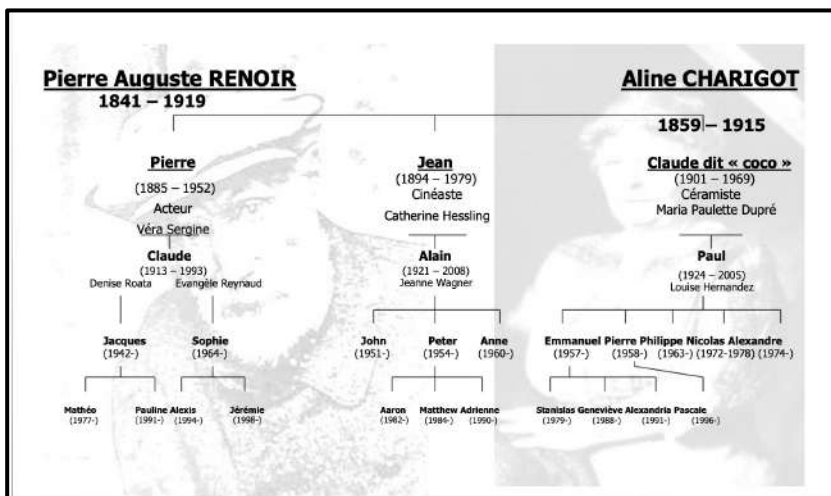 Pierre Auguste RENOIR
1841 – 1919
Aline CHARIGOT
1859 – 1915
Pierre
(1885 – 1952)
Acteur
Véra Sergine
Jean
(1894 – 1979)
Cinéaste
Catherine Hessling
Claude dit « coco »
(1901 – 1969)
Céramiste
Maria Paulette Dupré
Claude
(1913 – 1993)
Denise Roata Evangèle Reynaud
Alain
(1921 – 2008)
Jeanne Wagner
Paul
(1924 – 2005)
Louise Hernandez
Jacques Sophie
(1942-) (1964-)
John Peter Anne
(1951-) (1954-) (1960-)
Emmanuel Pierre Philippe Nicolas Alexandre
(1957-) (1958-) (1963-) (1972-1978) (1974-)
Mathéo Pauline Alexis Jérémie
(1977-) (1991-) (1994-) (1998-)
Aaron Matthew Adrienne
(1982-) (1984-) (1990-)
Stanislas Geneviève Alexandria Pascale
(1979-) (1988-) (1991-) (1996-)